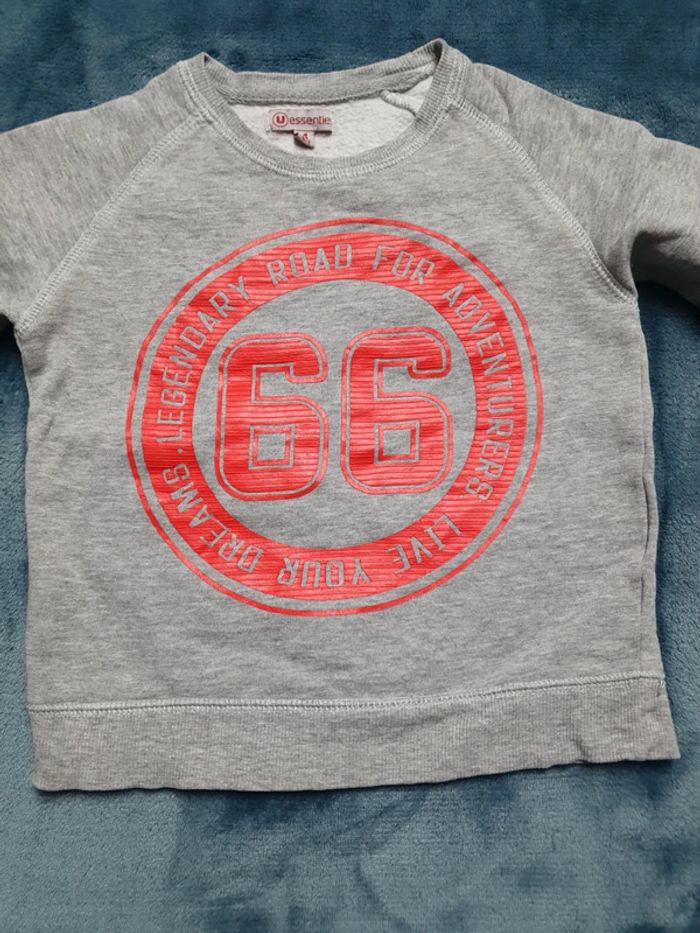 U essentiel
LEGENDARY ROAD FOR ADVENTURERS LIVE YOUR DREAMS.
66